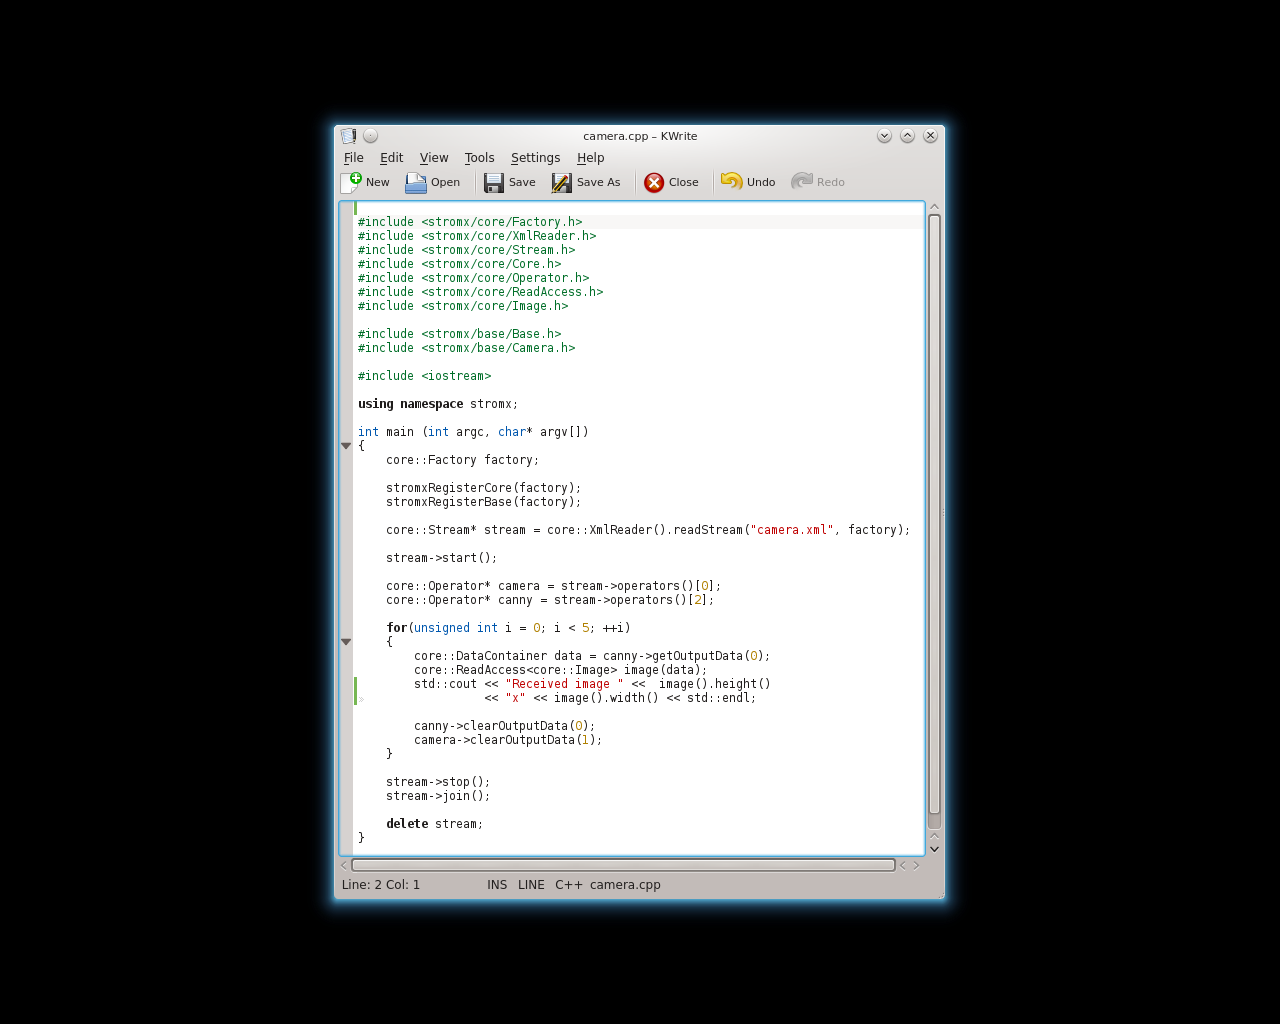 camera.cpp – KWrite
File Edit View Tools Settings Help
New Open Save Save As Close Undo Redo
#include <stromx/core/Factory.h>
#include <stromx/core/XmlReader.h>
#include <stromx/core/Stream.h>
#include <stromx/core/Core.h>
#include <stromx/core/Operator.h>
#include <stromx/core/ReadAccess.h>
#include <stromx/core/Image.h>
#include <stromx/base/Base.h>
#include <stromx/base/Camera.h>
#include <iostream>
using namespace stromx;
int main (int argc, char* argv[])
{
    core::Factory factory;
    stromxRegisterCore(factory);
    stromxRegisterBase(factory);
    core::Stream* stream = core::XmlReader().readStream("camera.xml", factory);
    stream->start();
    core::Operator* camera = stream->operators()[0];
    core::Operator* canny = stream->operators()[2];
    for(unsigned int i = 0; i < 5; ++i)
    {
        core::DataContainer data = canny->getOutputData(0);
        core::ReadAccess<core::Image> image(data);
        std::cout << "Received image " <<  image().height()
                  << "x" << image().width() << std::endl;
        canny->clearOutputData(0);
        camera->clearOutputData(1);
    }
    stream->stop();
    stream->join();
    delete stream;
}
Line: 2 Col: 1 INS LINE C++ camera.cpp